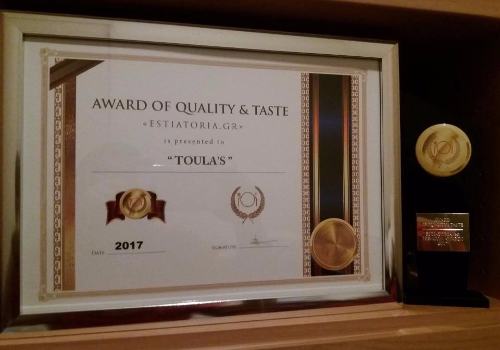 AWARD OF QUALITY & TASTE
«ESTIATORIA.GR»
is presented to
“ TOULA'S ”
DATE 2017
SIGNATURE